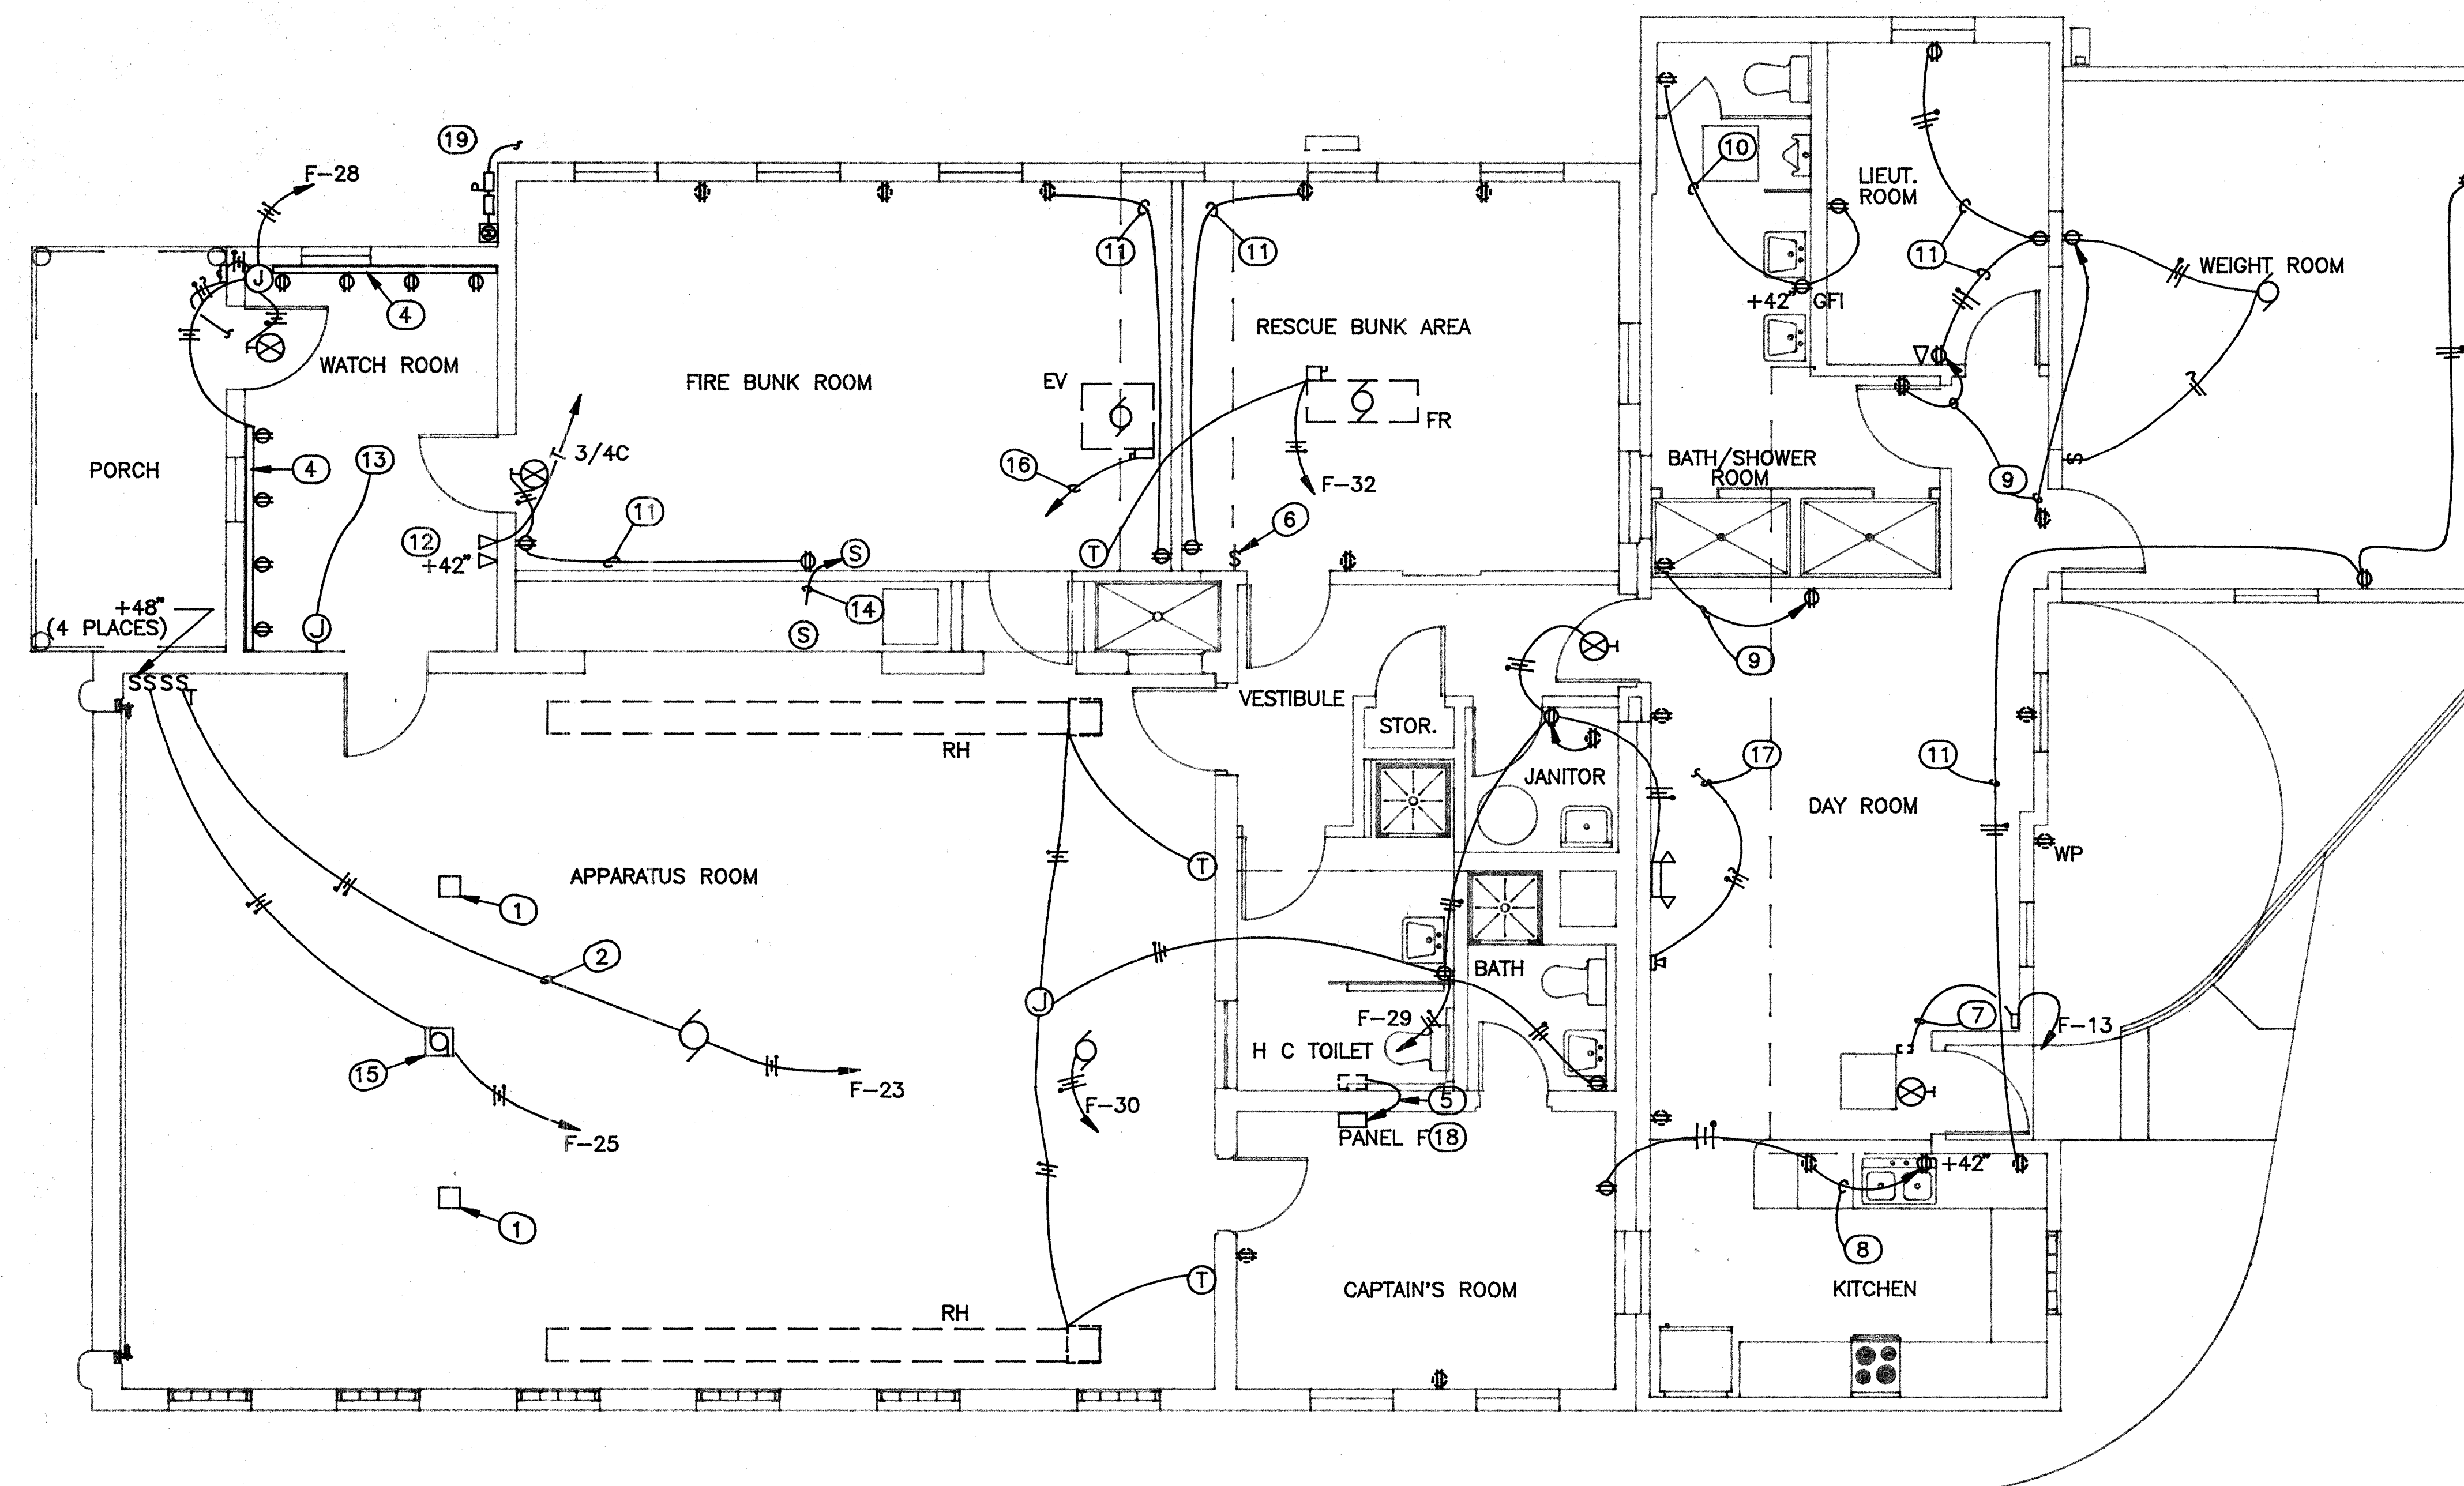 19
F-28
10
LIEUT.
ROOM
11
11
11
WEIGHT ROOM
4
+42" GFI
RESCUE BUNK AREA
WATCH ROOM
FIRE BUNK ROOM
EV
FR
3/4C
PORCH
4
13
16
F-32
BATH/SHOWER
ROOM
9
11
6
12
+42"
S
T
S
S
14
+48"
(4 PLACES)
J
S
J
9
SSSS
T
VESTIBULE
STOR.
RH
17
11
JANITOR
DAY ROOM
WP
T
APPARATUS ROOM
1
2
BATH
J
F-29
7
F-13
H C TOILET
15
F-23
F-30
5
F-25
PANEL F 18
+42"
1
8
T
CAPTAIN'S ROOM
KITCHEN
RH